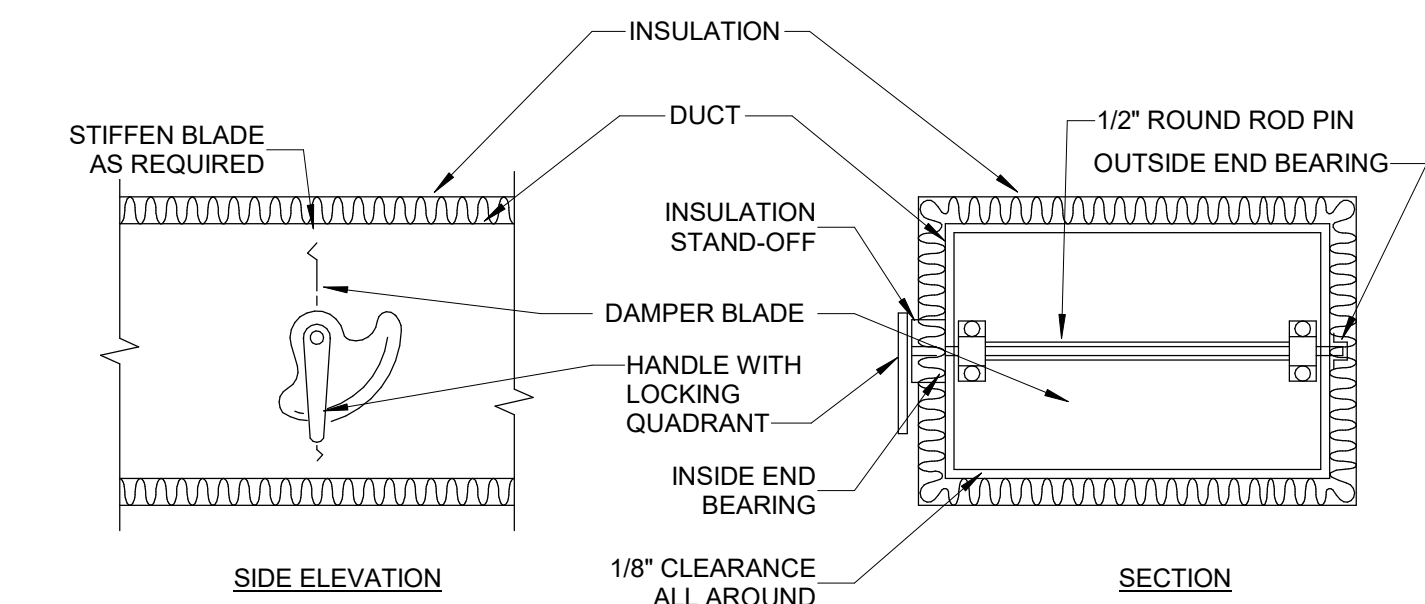 INSULATION
DUCT
STIFFEN BLADE
AS REQUIRED
1/2" ROUND ROD PIN
OUTSIDE END BEARING
INSULATION
STAND-OFF
DAMPER BLADE
HANDLE WITH
LOCKING
QUADRANT
INSIDE END
BEARING
1/8" CLEARANCE
ALL AROUND
SIDE ELEVATION
SECTION